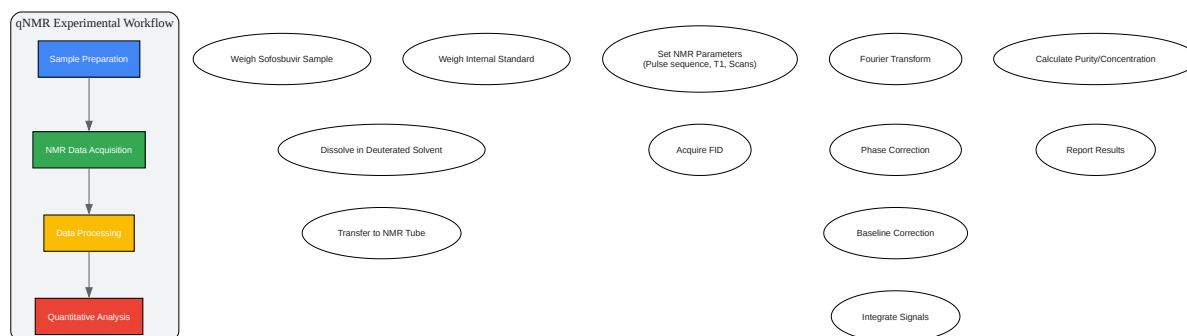 qNMR Experimental Workflow
Sample Preparation
NMR Data Acquisition
Data Processing
Quantitative Analysis
Weigh Sofosbuvir Sample
Weigh Internal Standard
Dissolve in Deuterated Solvent
Transfer to NMR Tube
Set NMR Parameters
(Pulse sequence, T1, Scans)
Acquire FID
Fourier Transform
Phase Correction
Baseline Correction
Integrate Signals
Calculate Purity/Concentration
Report Results